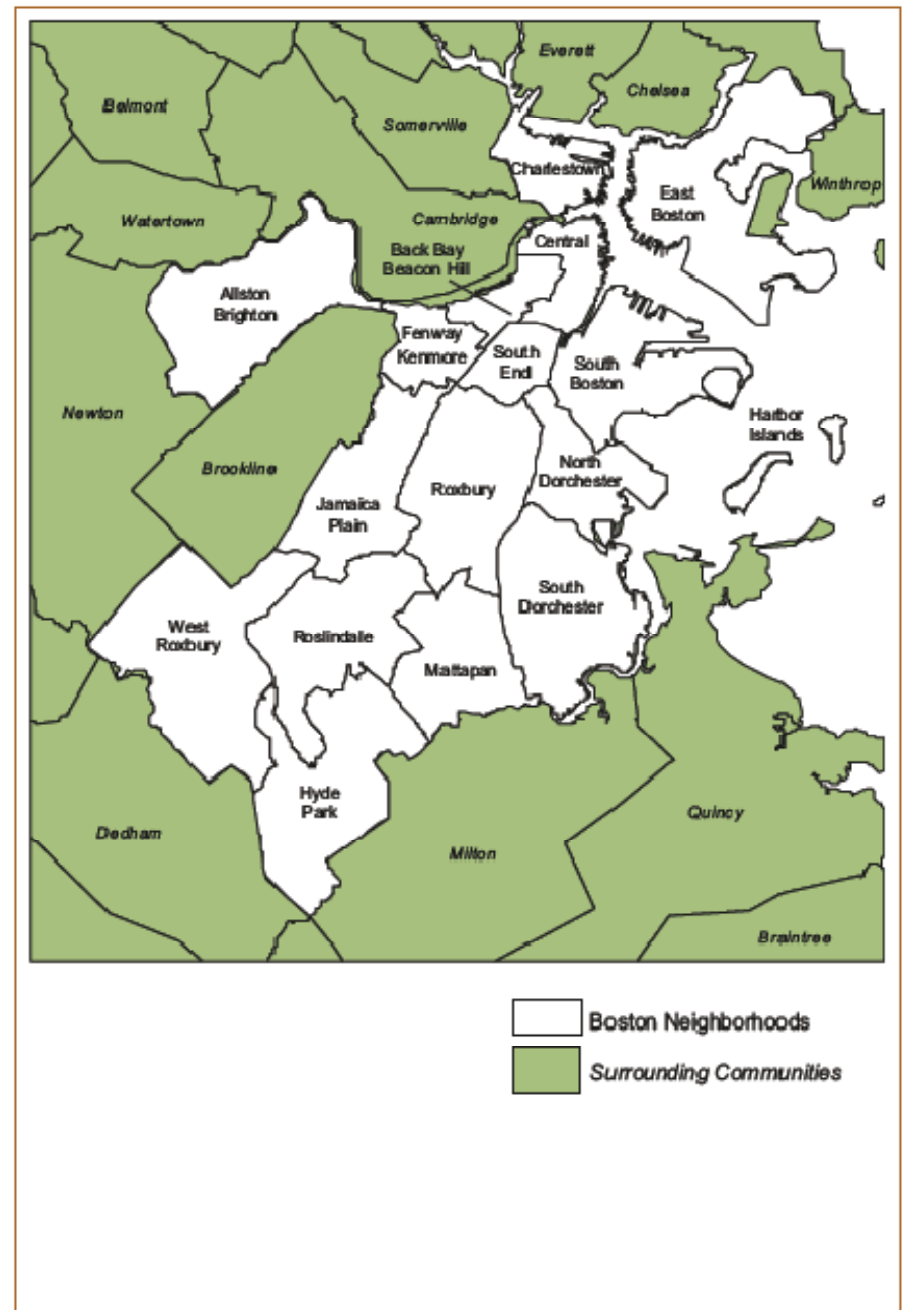 Everett
Belmont
Chelsea
Somerville
Charlestown
Winthrop
East
Boston
Watertown
Cambridge
Central
Back Bay
Beacon Hill
Allston
Brighton
Fenway
Kenmore
South
End
South
Boston
Newton
Harbor
Islands
Brookline
North
Dorchester
Roxbury
Jamaica
Plain
South
Dorchester
West
Roxbury
Roslindale
Mattapan
Hyde
Park
Quincy
Dedham
Milton
Braintree
Boston Neighborhoods
Surrounding Communities